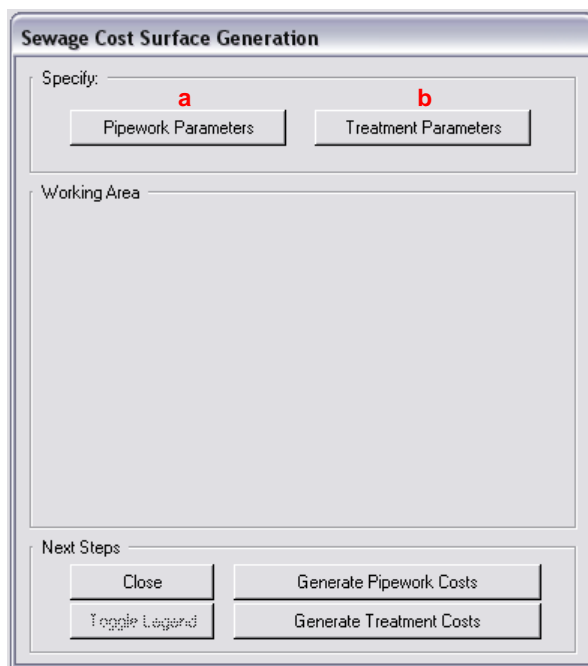 Sewage Cost Surface Generation
Specify:
a b
Pipework Parameters Treatment Parameters
Working Area
Next Steps
Close Generate Pipework Costs
Toggle Legend Generate Treatment Costs